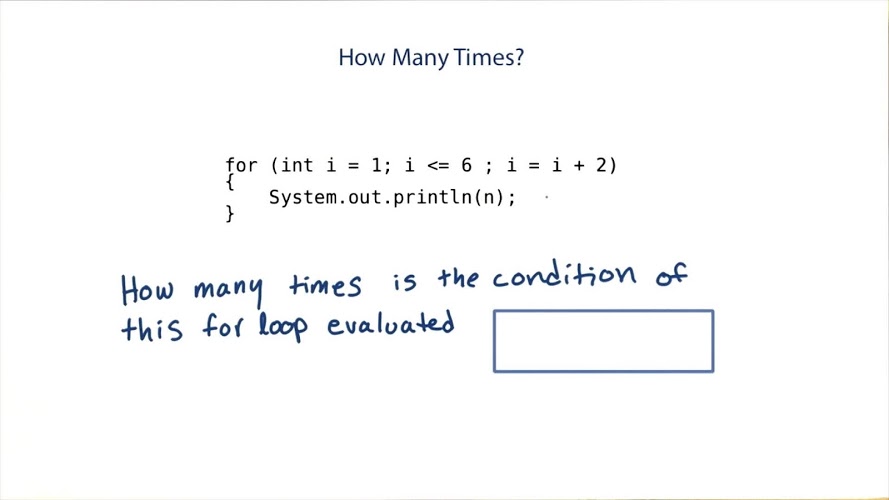 How Many Times?
for (int i = 1; i <= 6 ; i = i + 2)
{
System.out.println(n);
}
How many times is the condition of
this for loop evaluated